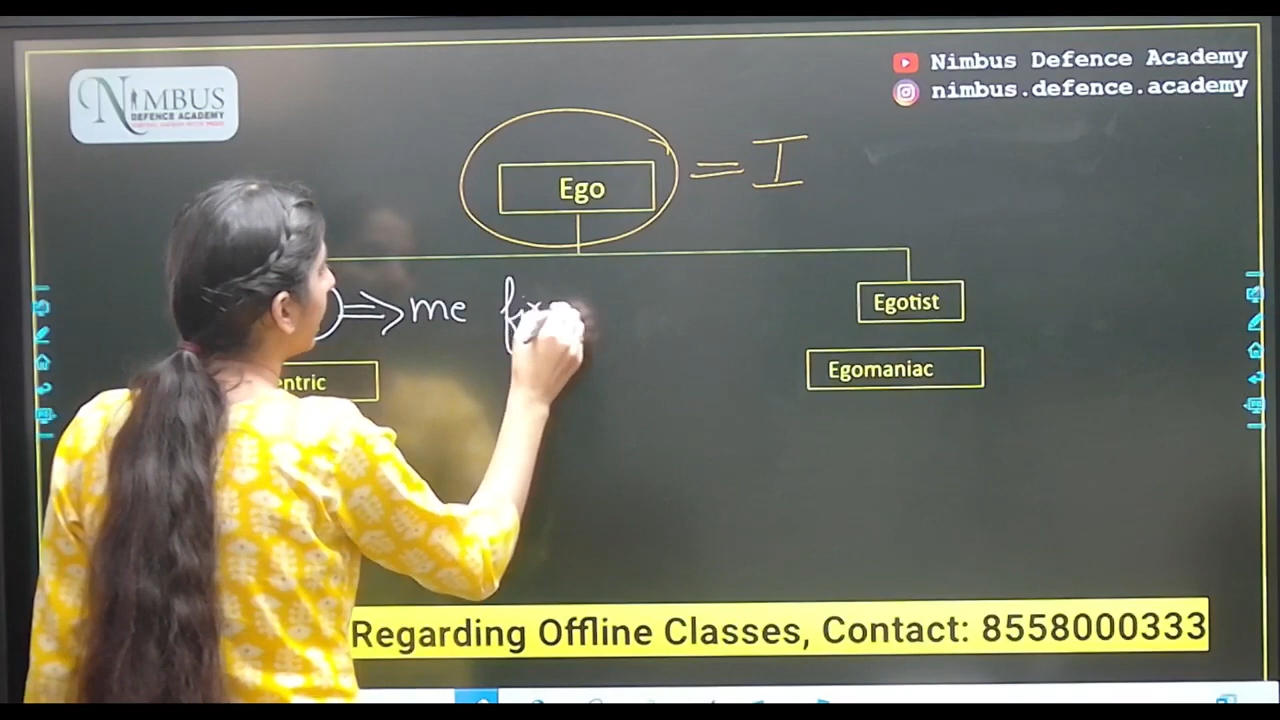 NIMBUS
DEFENCE ACADEMY
Nimbus Defence Academy
nimbus.defence.academy
Ego
= I
⇒ me
Egotist
entric
Egomaniac
Regarding Offline Classes, Contact: 8558000333